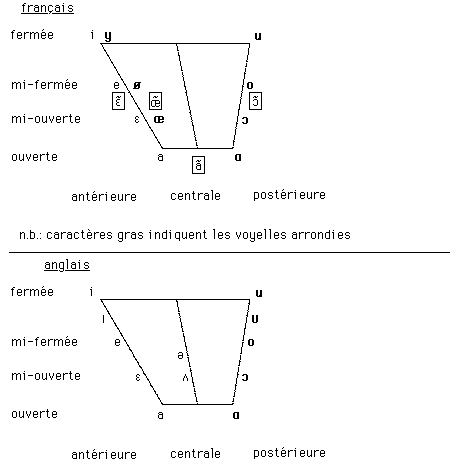 français
fermée i y u
mi-fermée e ø o
ɛ̃ œ̃ ɔ̃
mi-ouverte ɛ œ ɔ
ouverte a ɑ
ɑ̃
antérieure centrale postérieure
n.b.: caractères gras indiquent les voyelles arrondies
anglais
fermée i u
ɪ ʊ
mi-fermée e o
ə
mi-ouverte ɛ ʌ ɔ
ouverte a ɑ
antérieure centrale postérieure